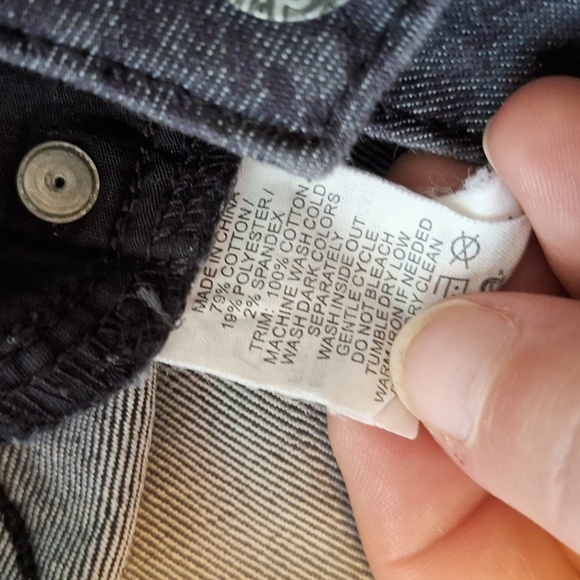 MADE IN CHINA
79% COTTON /
19% POLYESTER /
2% SPANDEX
TRIM: 100% COTTON
MACHINE WASH COLD
WASH DARK COLORS
SEPARATELY
WASH INSIDE OUT
GENTLE CYCLE
DO NOT BLEACH
TUMBLE DRY LOW
WARM IRON IF NEEDED
CLEAN